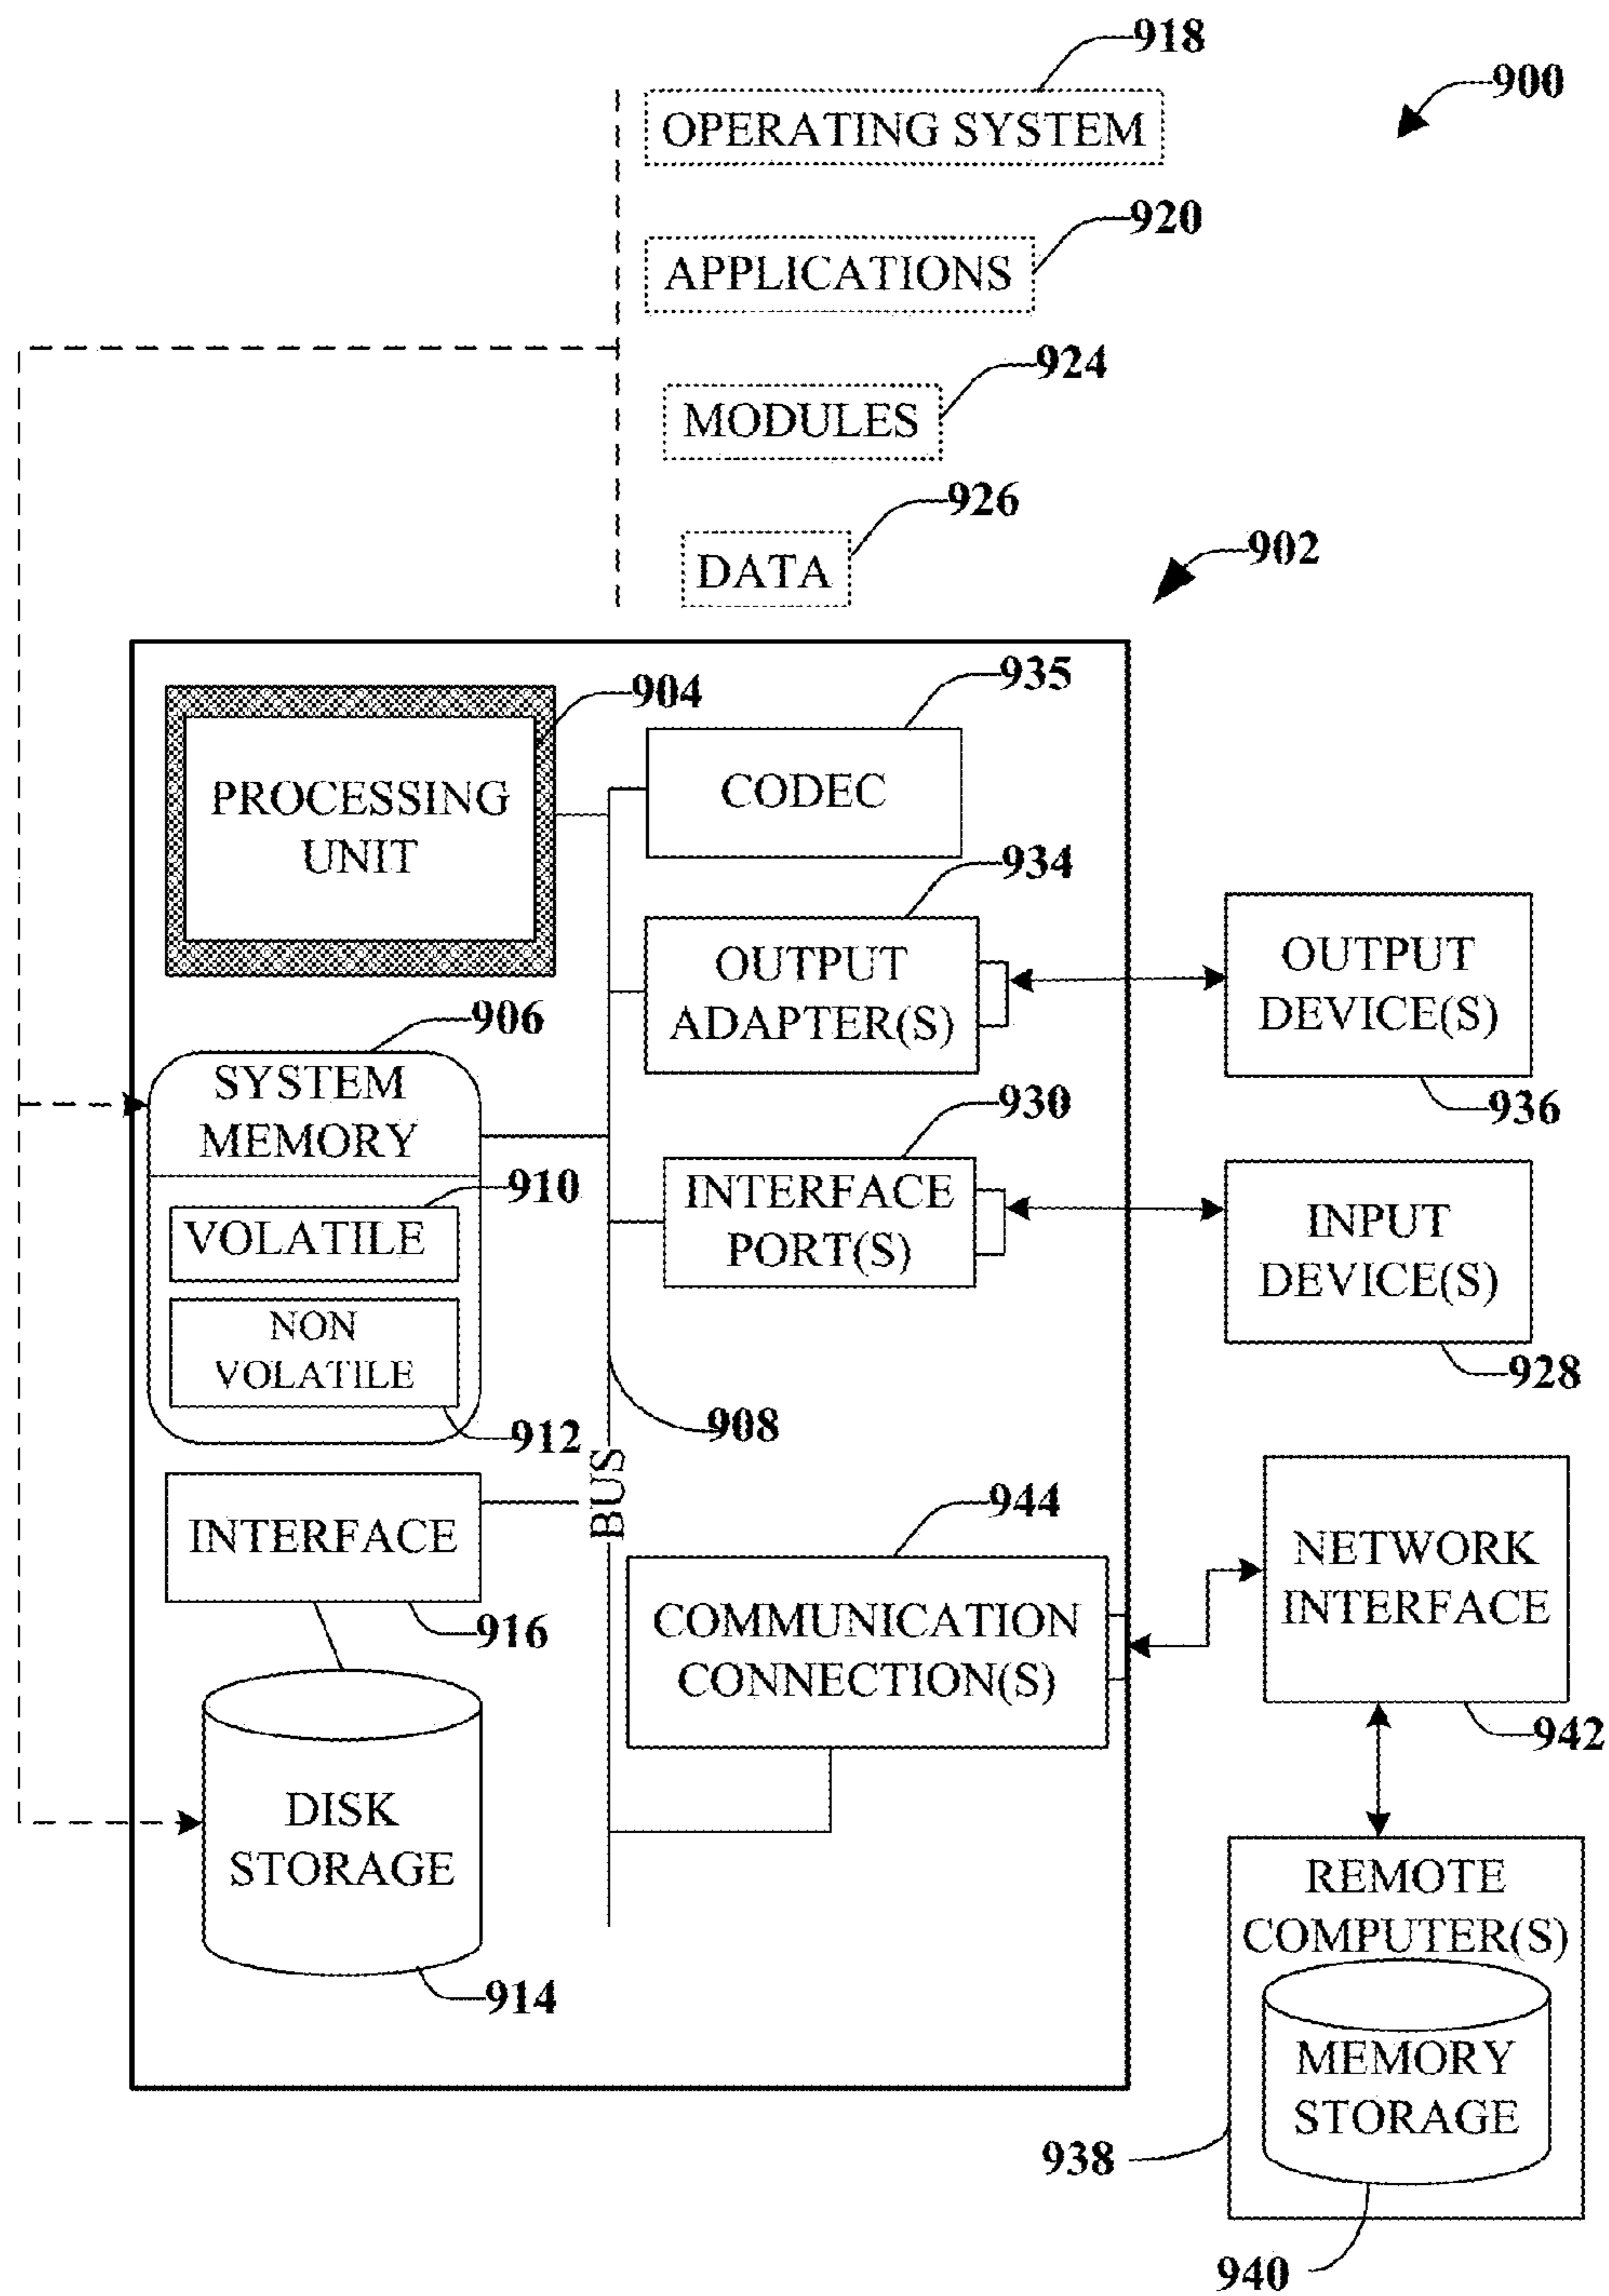 918
900
OPERATING SYSTEM
920
APPLICATIONS
924
MODULES
926
DATA
902
904
PROCESSING
UNIT
935
CODEC
934
OUTPUT
ADAPTER(S)
OUTPUT
DEVICE(S)
936
906
SYSTEM
MEMORY
910
VOLATILE
NON
VOLATILE
912
930
INTERFACE
PORT(S)
INPUT
DEVICE(S)
928
908
BUS
INTERFACE
916
944
COMMUNICATION
CONNECTION(S)
NETWORK
INTERFACE
942
DISK
STORAGE
914
REMOTE
COMPUTER(S)
MEMORY
STORAGE
938
940